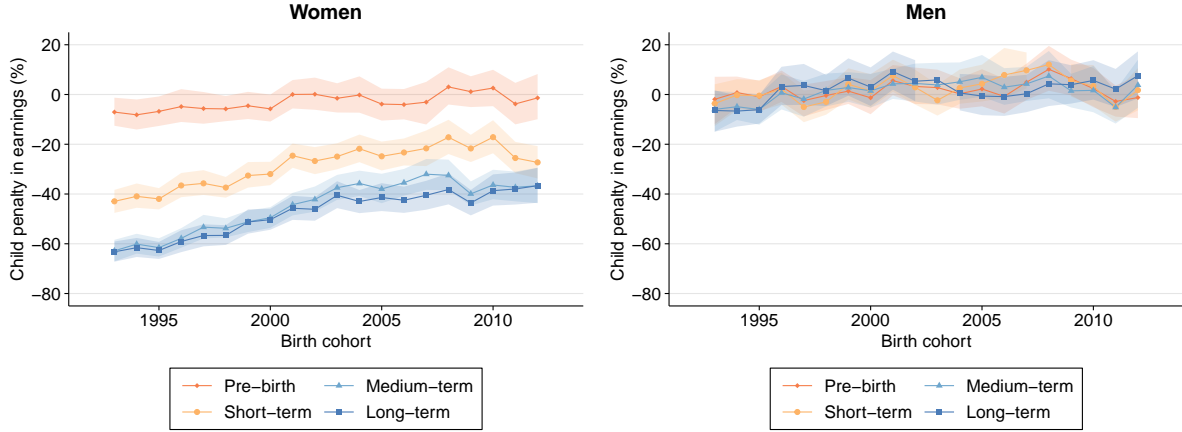 Women
Child penalty in earnings (%)
20
0
−20
−40
−60
−80
1995
2000
2005
2010
Birth cohort
Pre−birth
Medium−term
Short−term
Long−term
Men
Child penalty in earnings (%)
20
0
−20
−40
−60
−80
1995
2000
2005
2010
Birth cohort
Pre−birth
Medium−term
Short−term
Long−term